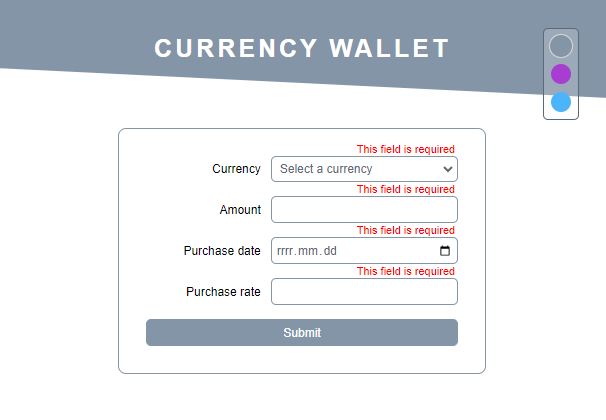 CURRENCY WALLET
This field is required
Currency Select a currency
This field is required
Amount
This field is required
Purchase date rrrr.mm.dd
This field is required
Purchase rate
Submit